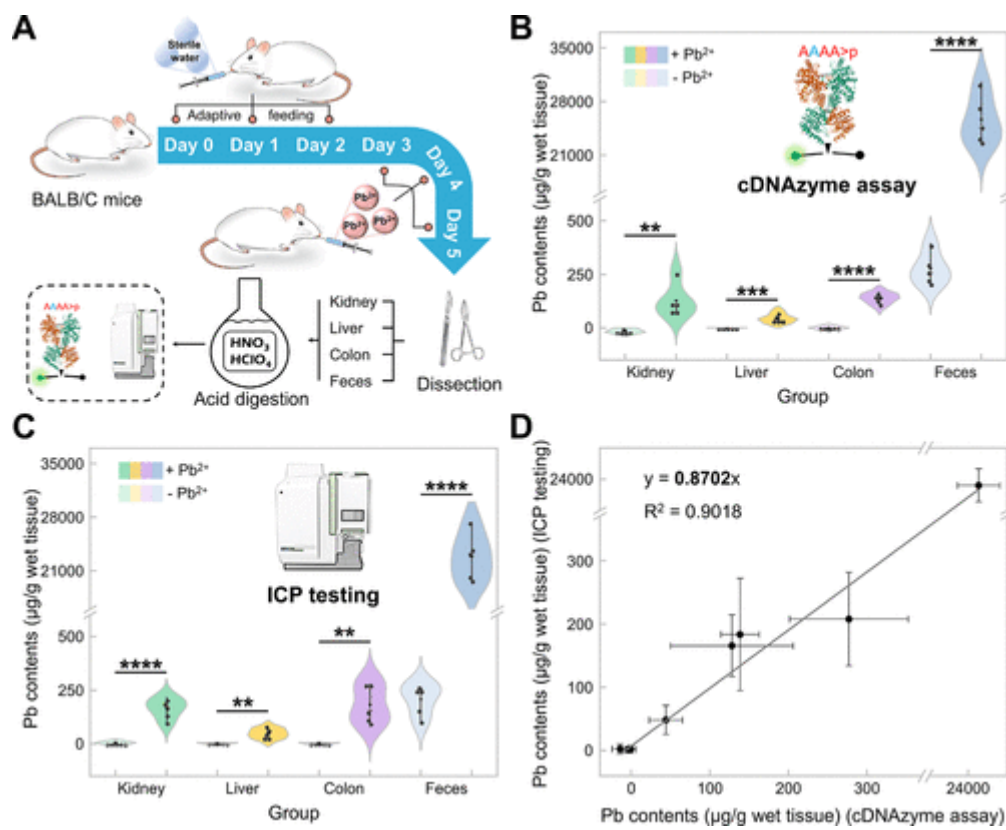 A
Sterile
water
Adaptive feeding
BALB/C mice
Day 0 Day 1 Day 2 Day 3 Day 4 Day 5
Pb²⁺
Pb²⁺ Pb²⁺
AAAA>p
HNO₃
HClO₄
Acid digestion
Kidney
Liver
Colon
Feces
Dissection
B
Pb contents (μg/g wet tissue)
35000
28000
21000
500
250
0
+ Pb²⁺
- Pb²⁺
AAAA>p
cDNAzyme assay
**
***
****
****
Kidney Liver Colon Feces
Group
C
Pb contents (μg/g wet tissue)
35000
28000
21000
500
250
0
+ Pb²⁺
- Pb²⁺
ICP testing
****
**
**
****
Kidney Liver Colon Feces
Group
D
Pb contents (μg/g wet tissue) (ICP testing)
24000
300
200
100
0
y = 0.8702x
R² = 0.9018
0 100 200 300 24000
Pb contents (μg/g wet tissue) (cDNAzyme assay)